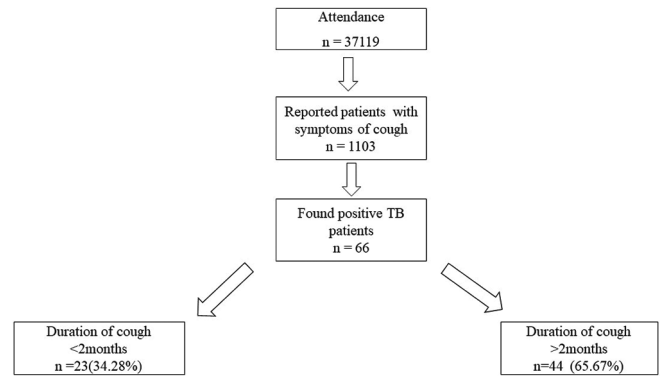 Attendance
n = 37119
Reported patients with
symptoms of cough
n = 1103
Found positive TB
patients
n = 66
Duration of cough
<2months
n =23(34.28%)
Duration of cough
>2months
n=44 (65.67%)